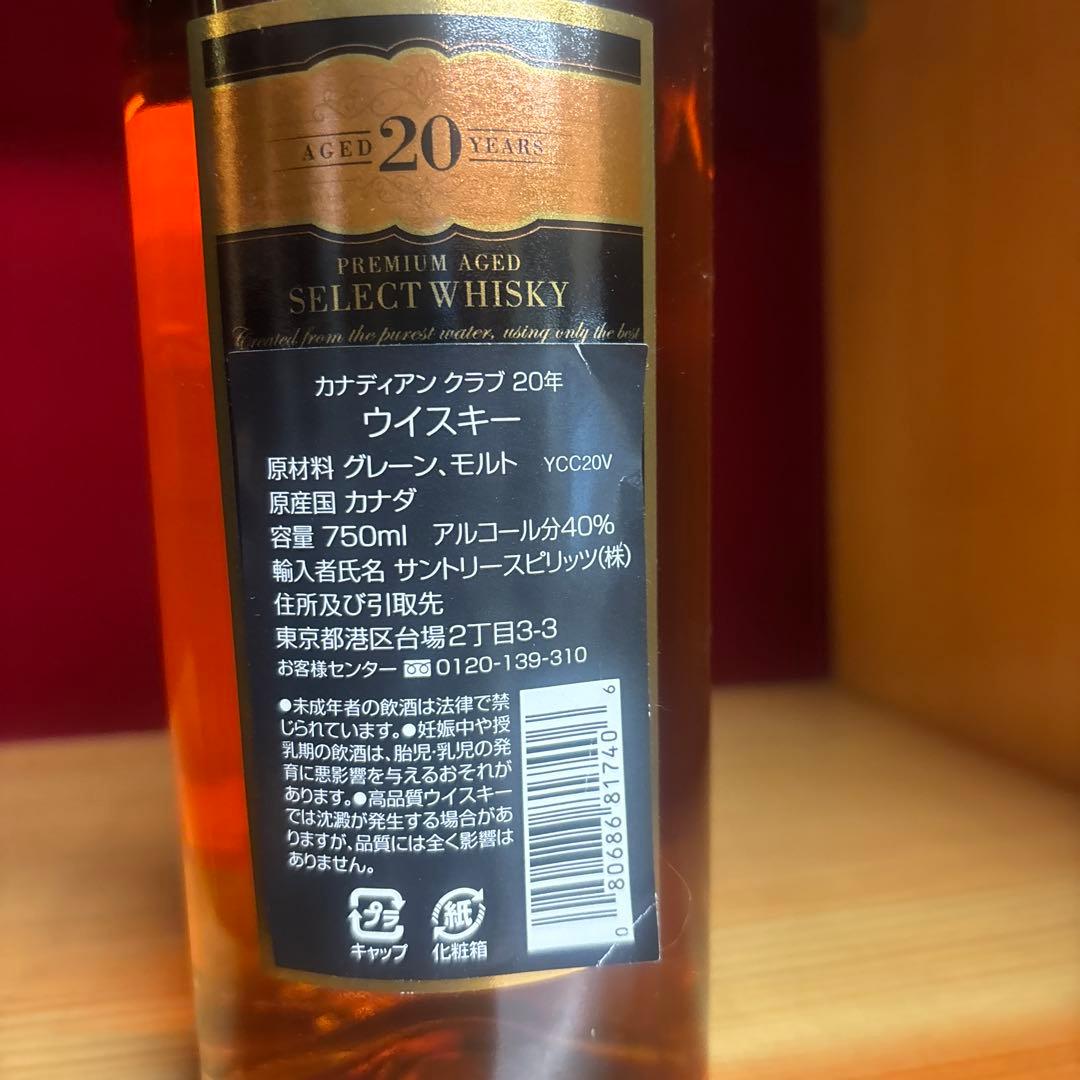 AGED 20 YEARS
PREMIUM AGED
SELECT WHISKY
Created from the purest water, using only the best
カナディアン クラブ 20年
ウイスキー
原材料 グレーン、モルト YCC20V
原産国 カナダ
容量 750ml アルコール分40%
輸入者氏名 サントリースピリッツ(株)
住所及び引取先
東京都港区台場2丁目3-3
お客様センター 0120-139-310
●未成年者の飲酒は法律で禁
じられています。●妊娠中や授
乳期の飲酒は、胎児・乳児の発
育に悪影響を与えるおそれが
あります。●高品質ウイスキー
では沈澱が発生する場合があ
りますが、品質には全く影響は
ありません。
0 80686 81740 6
プラ
キャップ
紙
化粧箱